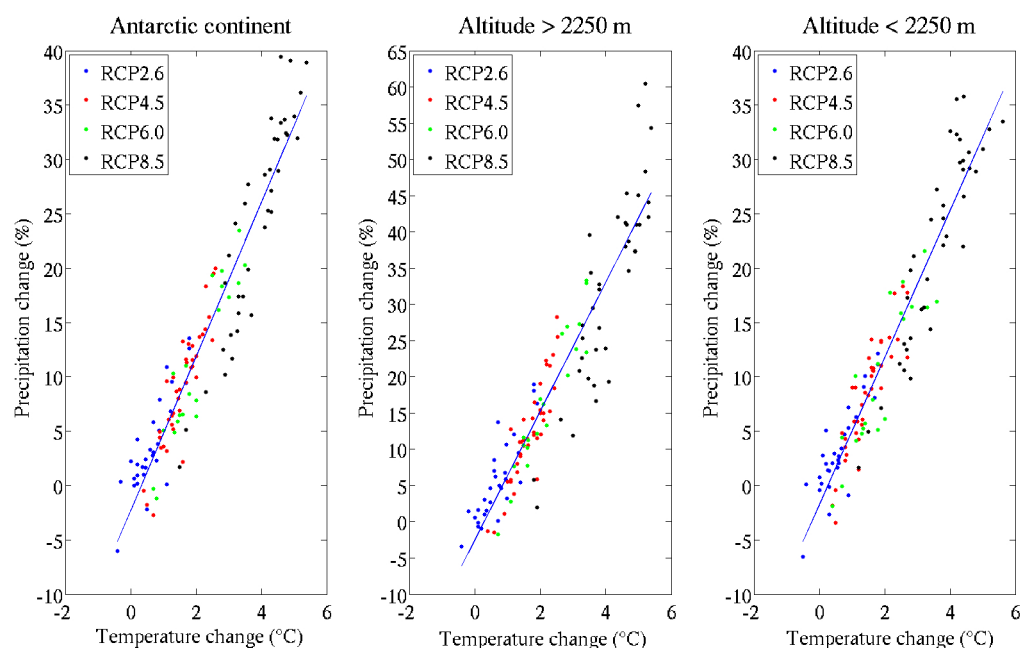 Antarctic continent
40
35
30
25
20
15
10
5
0
-5
-10
-2
0
2
4
6
Precipitation change (%)
Temperature change (°C)
RCP2.6
RCP4.5
RCP6.0
RCP8.5
Altitude > 2250 m
65
60
55
50
45
40
35
30
25
20
15
10
5
0
-5
-10
-2
0
2
4
6
Precipitation change (%)
Temperature change (°C)
RCP2.6
RCP4.5
RCP6.0
RCP8.5
Altitude < 2250 m
40
35
30
25
20
15
10
5
0
-5
-10
-2
0
2
4
6
Precipitation change (%)
Temperature change (°C)
RCP2.6
RCP4.5
RCP6.0
RCP8.5